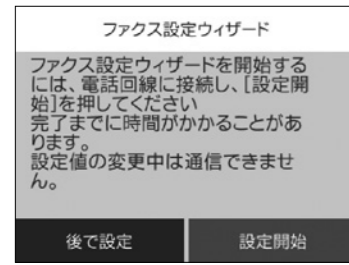 ファクス設定ウィザード
ファクス設定ウィザードを開始する
には、電話回線に接続し、[設定開
始]を押してください
完了までに時間がかかることがあ
ります。
設定値の変更中は通信できませ
ん。
後で設定
設定開始